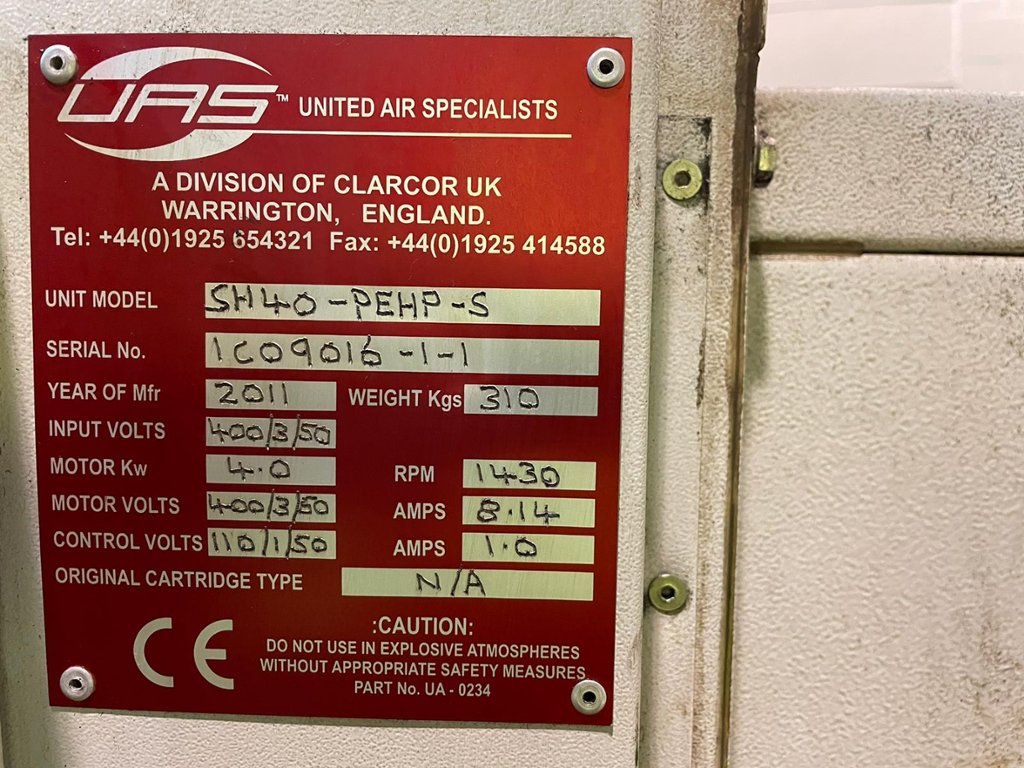 UAS™ UNITED AIR SPECIALISTS
A DIVISION OF CLARCOR UK
WARRINGTON, ENGLAND.
Tel: +44(0)1925 654321 Fax: +44(0)1925 414588
UNIT MODEL SH40-PEHP-S
SERIAL No. 1C09016-1-1
YEAR OF Mfr 2011 WEIGHT Kgs 310
INPUT VOLTS 400/3/50
MOTOR Kw 4.0 RPM 1430
MOTOR VOLTS 400/3/50 AMPS 8.14
CONTROL VOLTS 110/1/50 AMPS 1.0
ORIGINAL CARTRIDGE TYPE N/A
CE
:CAUTION:
DO NOT USE IN EXPLOSIVE ATMOSPHERES
WITHOUT APPROPRIATE SAFETY MEASURES
PART No. UA - 0234